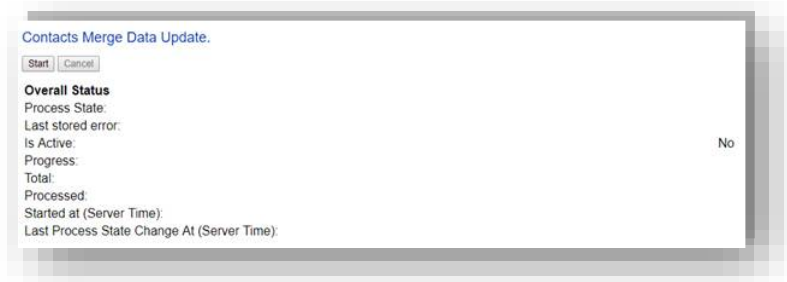 Contacts Merge Data Update.
Start Cancel
Overall Status
Process State:
Last stored error:
Is Active: No
Progress:
Total:
Processed:
Started at (Server Time):
Last Process State Change At (Server Time):